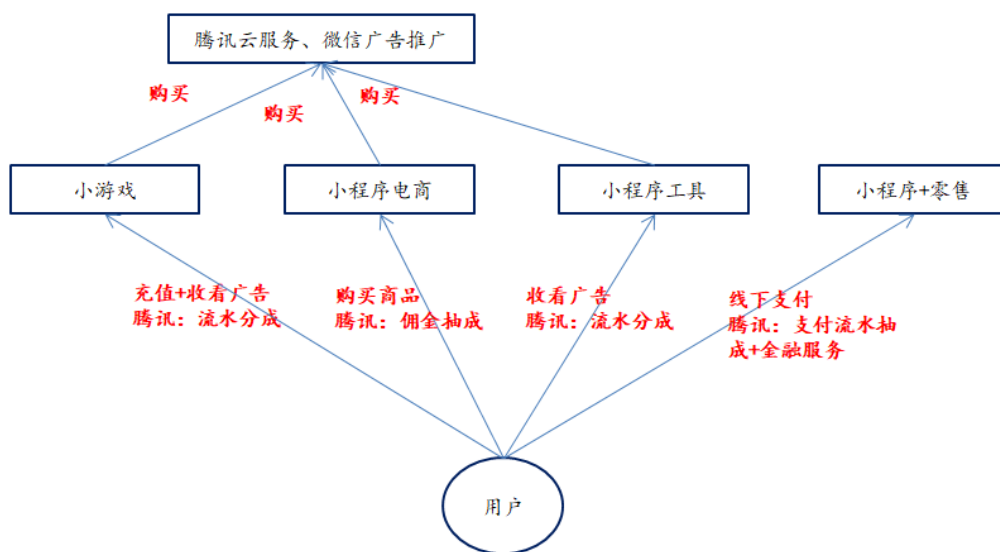 腾讯云服务、微信广告推广
购买
购买
购买
小游戏
小程序电商
小程序工具
小程序+零售
充值+收看广告
腾讯：流水分成
购买商品
腾讯：佣金抽成
收看广告
腾讯：流水分成
线下支付
腾讯：支付流水抽
成+金融服务
用户